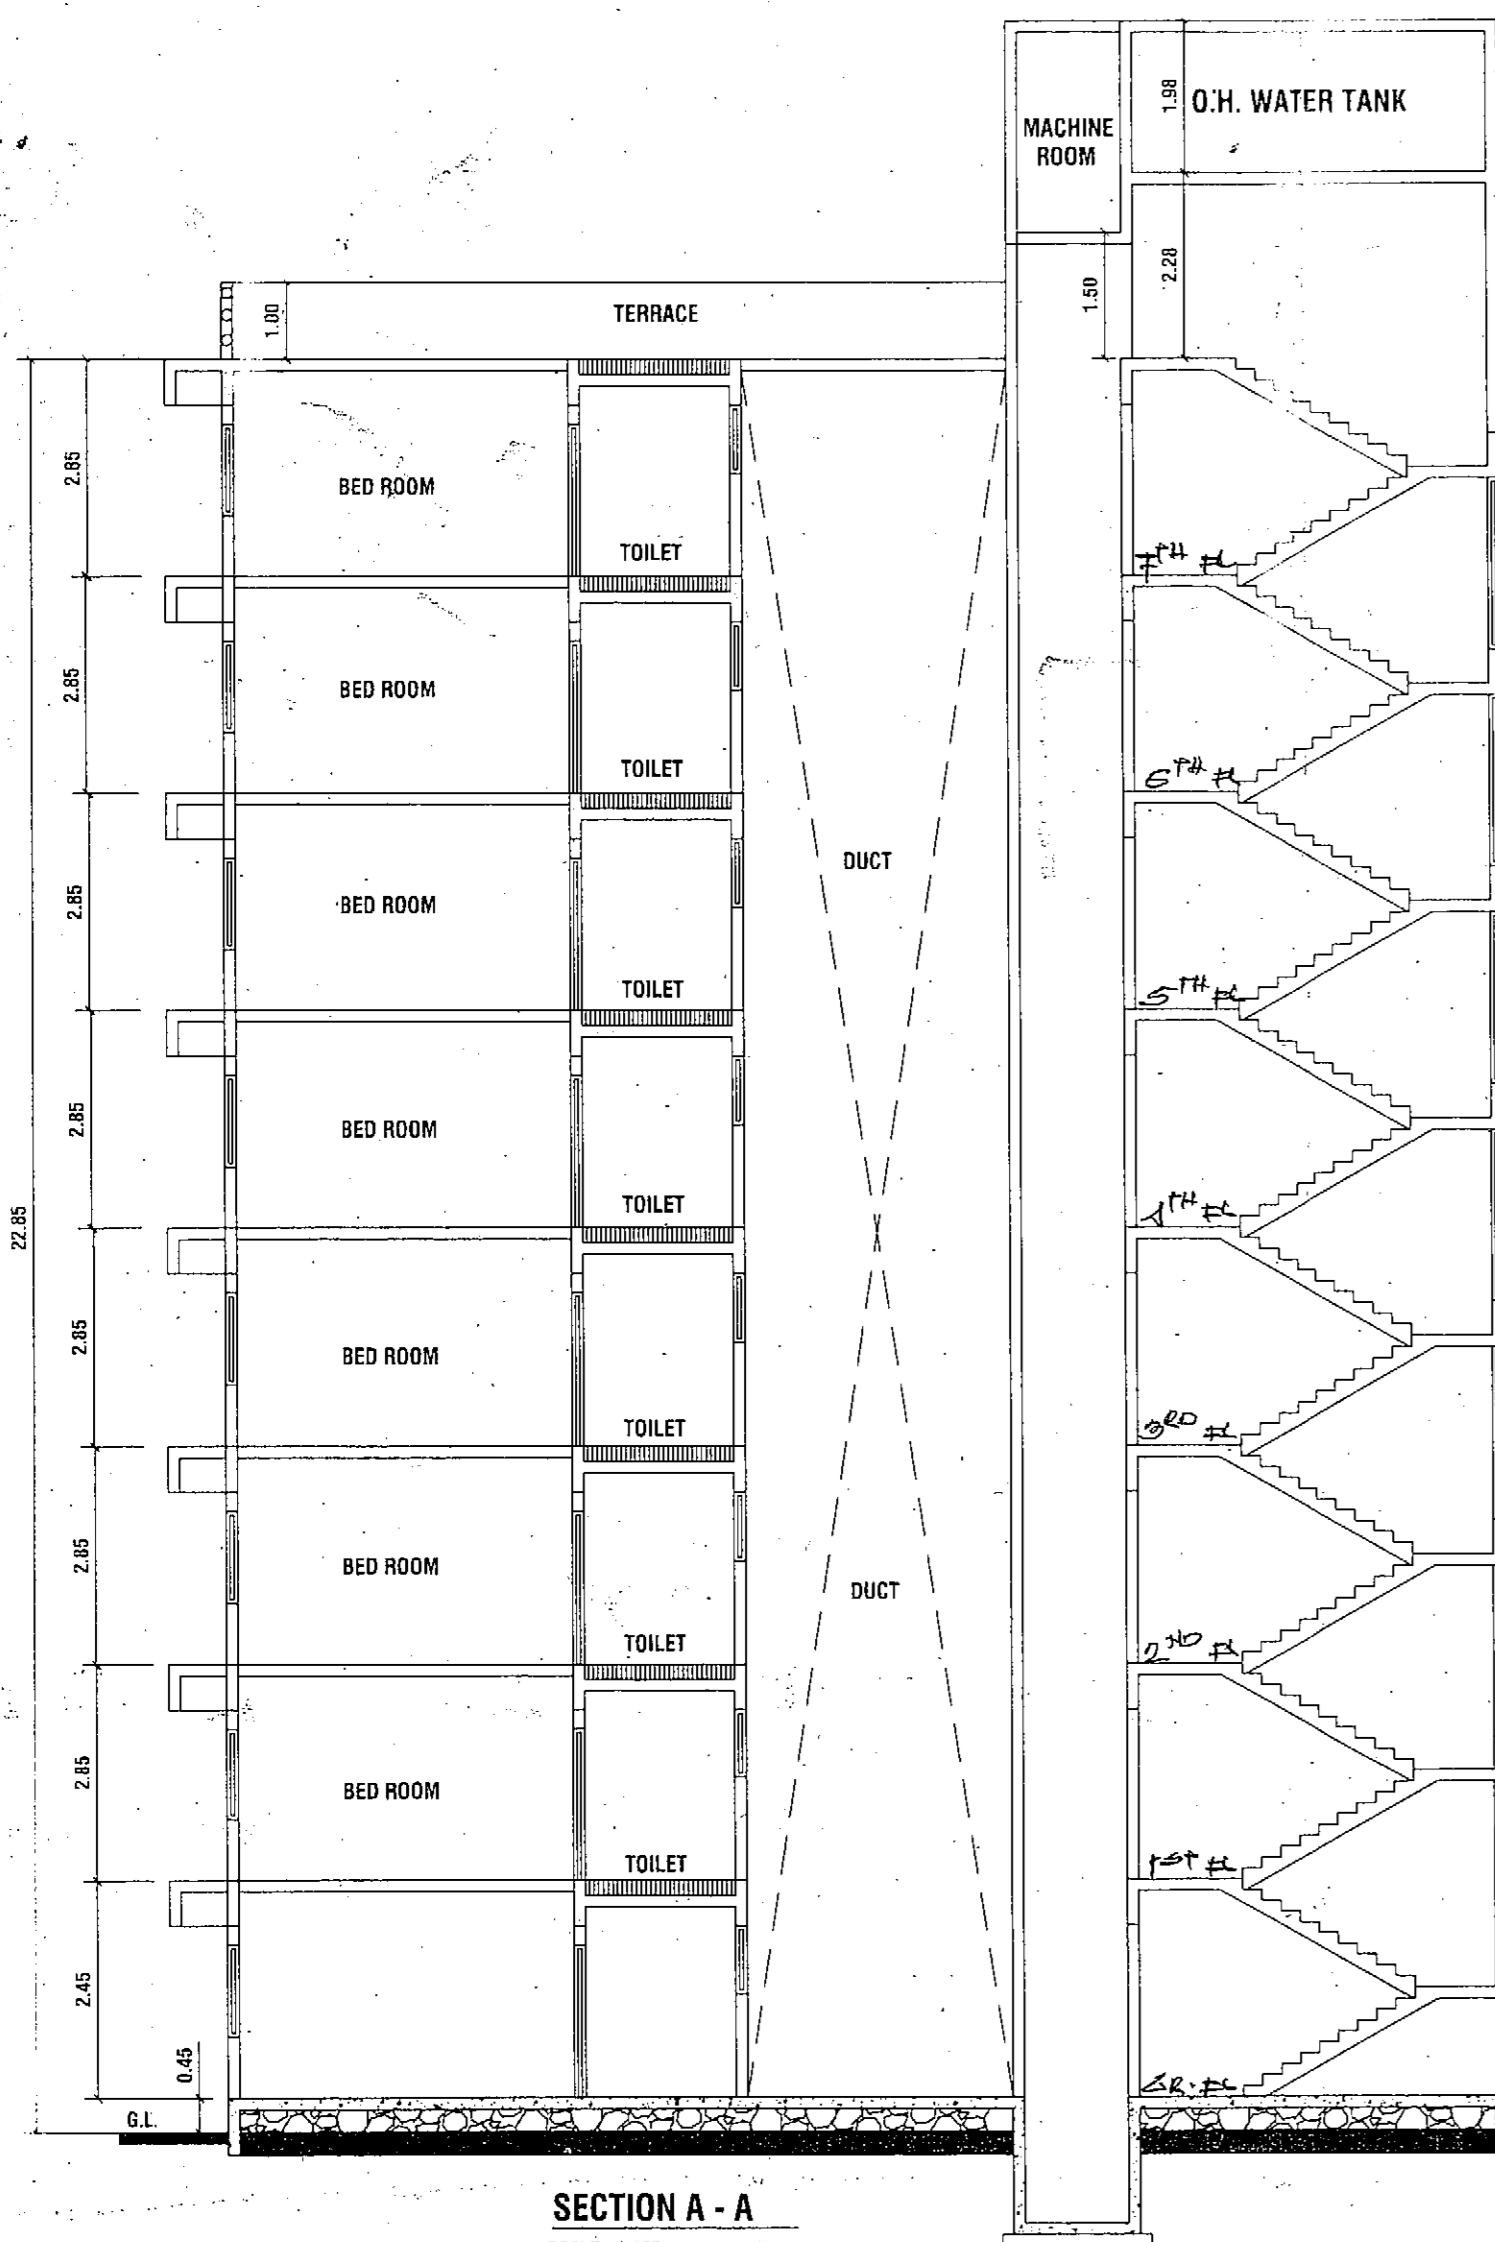 O.H. WATER TANK
1.98
MACHINE
ROOM
2.28
1.50
1.00
TERRACE
2.85
BED ROOM
TOILET
7TH FL
2.85
BED ROOM
TOILET
6TH FL
2.85
BED ROOM
DUCT
TOILET
5TH FL
2.85
BED ROOM
TOILET
4TH FL
22.85
2.85
BED ROOM
TOILET
3RD FL
2.85
BED ROOM
DUCT
TOILET
2ND FL
2.85
BED ROOM
TOILET
1ST FL
2.45
0.45
GR. FL
G.L.
SECTION A - A